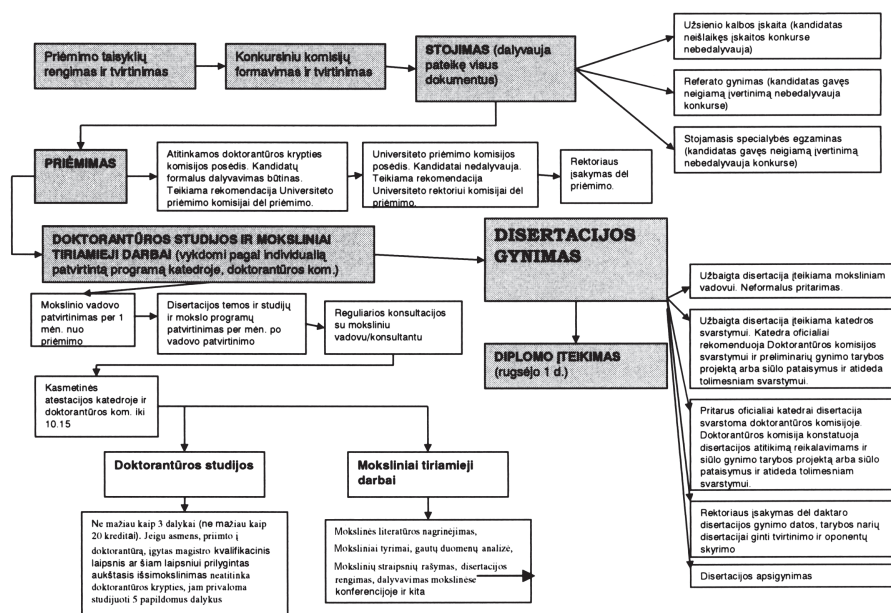 Priėmimo taisyklių
rengimas ir tvirtinimas
Konkursiniu komisijų
formavimas ir tvirtinimas
STOJIMAS (dalyvauja
pateikę visus
dokumentus)
Užsienio kalbos įskaita (kandidatas
neišlaikęs įskaitos konkurse
nebedalyvauja)
Referato gynimas (kandidatas gavęs
neigiamą įvertinimą nebedalyvauja
konkurse)
Stojamasis specialybės egzaminas
(kandidatas gavęs neigiamą įvertinimą
nebedalyvauja konkurse)
PRIĖMIMAS
Atitinkamos doktorantūros krypties
komisijos posėdis. Kandidatų
formalus dalyvavimas būtinas.
Teikiama rekomendacija Universiteto
priėmimo komisijai dėl priėmimo.
Universiteto priėmimo komisijos
posėdis. Kandidatai nedalyvauja.
Teikiama rekomendacija
Universiteto rektoriui komisijai dėl
priėmimo.
Rektoriaus
įsakymas dėl
priėmimo.
DOKTORANTŪROS STUDIJOS IR MOKSLINIAI
TIRIAMIEJI DARBAI (vykdomi pagal individualią
patvirtintą programą katedroje, doktorantūros kom.)
DISERTACIJOS
GYNIMAS
Mokslinio vadovo
patvirtinimas per 1
mėn. nuo
priėmimo
Disertacijos temos ir studijų
ir mokslo programų
patvirtinimas per mėn. po
vadovo patvirtinimo
Reguliarios konsultacijos
su moksliniu
vadovu/konsultantu
DIPLOMO ĮTEIKIMAS
(rugsėjo 1 d.)
Užbaigta disertacija įteikiama moksliniam
vadovui. Neformalus pritarimas.
Užbaigta disertacija įteikiama katedros
svarstymui. Katedra oficialiai
rekomenduoja Doktorantūros komisijos
svarstymui ir preliminarių gynimo tarybos
projektą arba siūlo pataisymus ir atideda
tolimesniam svarstymui.
Pritarus oficialiai katedrai disertacija
svarstoma doktorantūros komisijoje.
Doktorantūros komisija konstatuoja
disertacijos atitikimą reikalavimams ir
siūlo gynimo tarybos projektą arba siūlo
pataisymus ir atideda tolimesniam
svarstymui.
Rektoriaus įsakymas dėl daktaro
disertacijos gynimo datos, tarybos narių
disertacijai ginti tvirtinimo ir oponentų
skyrimo
Disertacijos apsigynimas
Kasmetinės
atestacijos katedroje ir
doktorantūros kom. iki
10.15
Doktorantūros studijos
Moksliniai tiriamieji
darbai
Ne mažiau kaip 3 dalykai (ne mažiau kaip
20 kreditai). Jeigu asmens, priimto į
doktorantūrą, įgytas magistro kvalifikacinis
laipsnis ar šiam laipsniui prilygintas
aukštasis išsimokslinimas neatitinka
doktorantūros krypties, jam privaloma
studijuoti 5 papildomus dalykus
Mokslinės literatūros nagrinėjimas,
Moksliniai tyrimai, gautų duomenų analizė,
Mokslinių straipsnių rašymas, disertacijos
rengimas, dalyvavimas mokslinėse
konferencijoje ir kita